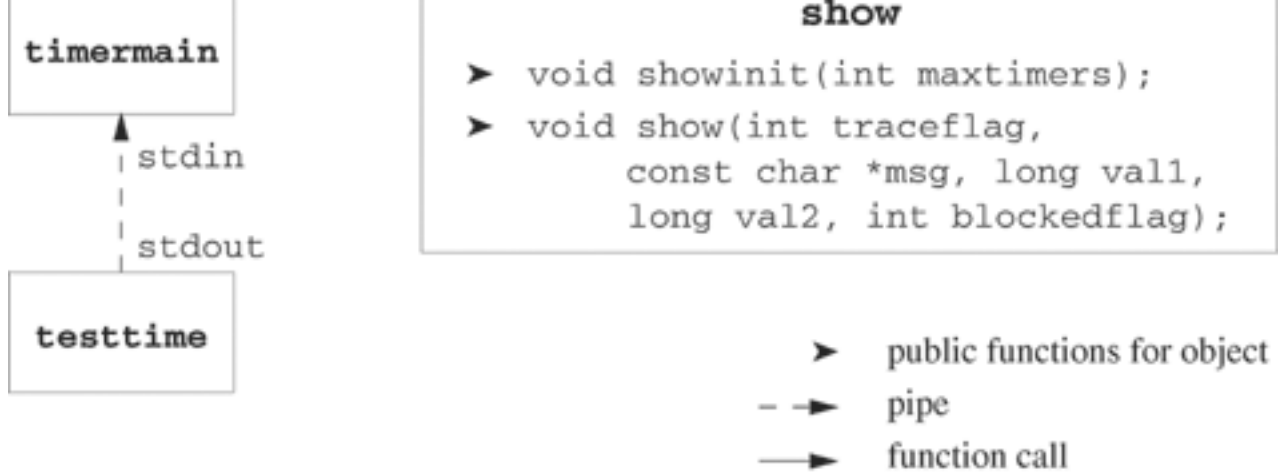 timermain
stdin
stdout
testtime
show
➤ void showinit(int maxtimers);
➤ void show(int traceflag,
const char *msg, long val1,
long val2, int blockedflag);
➤ public functions for object
pipe
function call